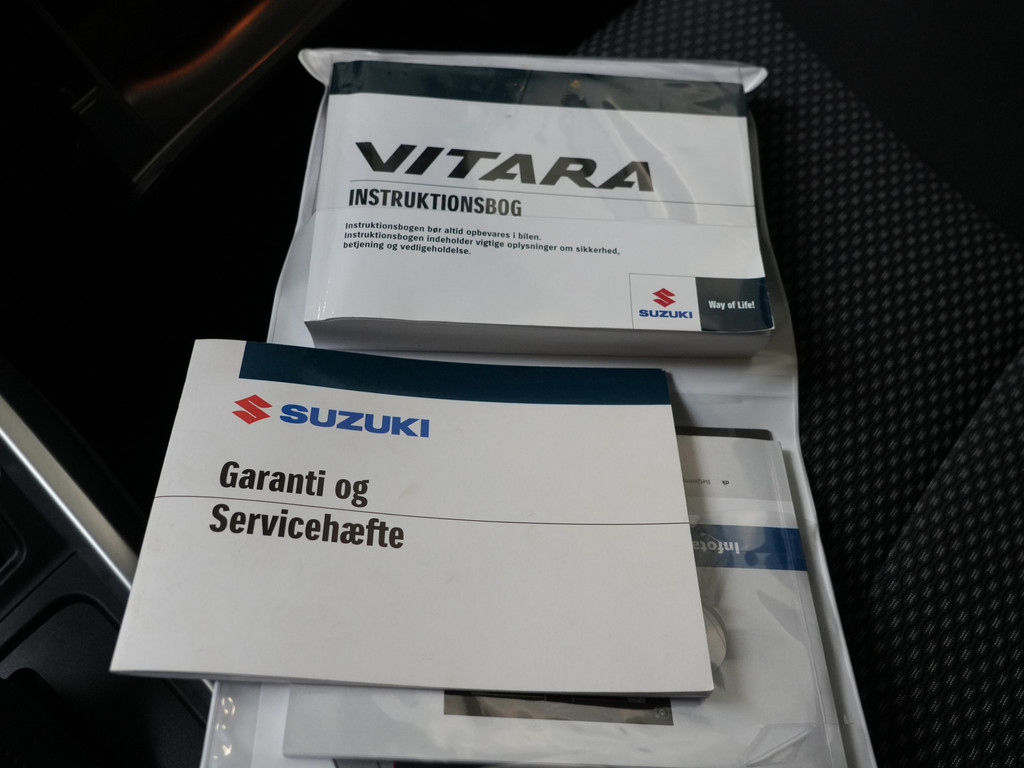 VITARA
INSTRUKTIONSBOG
Instruktionsbogen bør altid opbevares i bilen.
Instruktionsbogen indeholder vigtige oplysninger om sikkerhed,
betjening og vedligeholdelse.
SUZUKI
Way of Life!
SUZUKI
Garanti og
Servicehæfte
dk